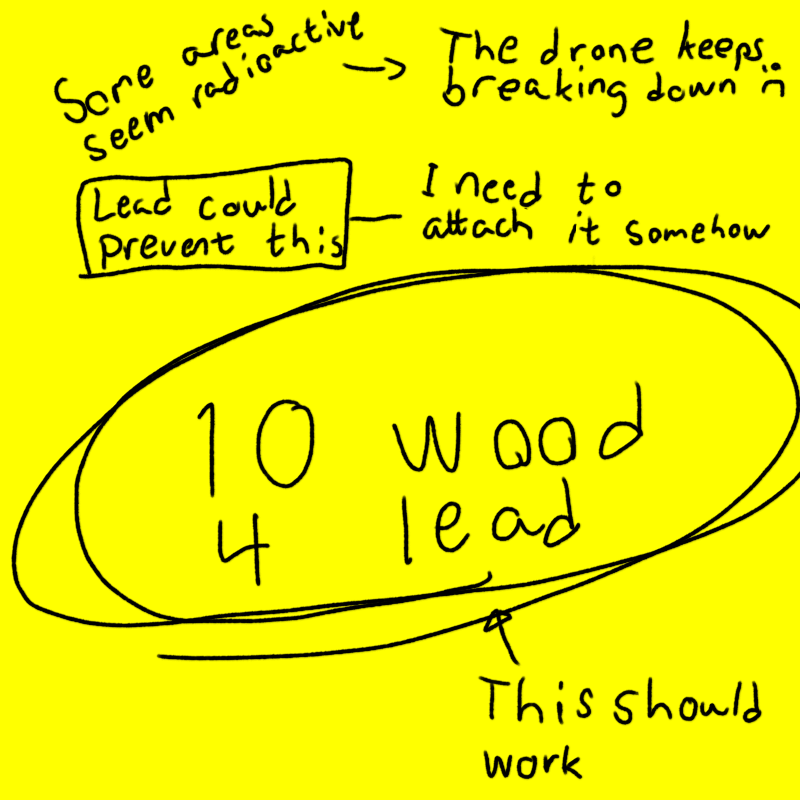 Some areas
seem radioactive
The drone keeps
breaking down :(
Lead could
prevent this
I need to
attach it somehow
10 wood
4 lead
This should
work